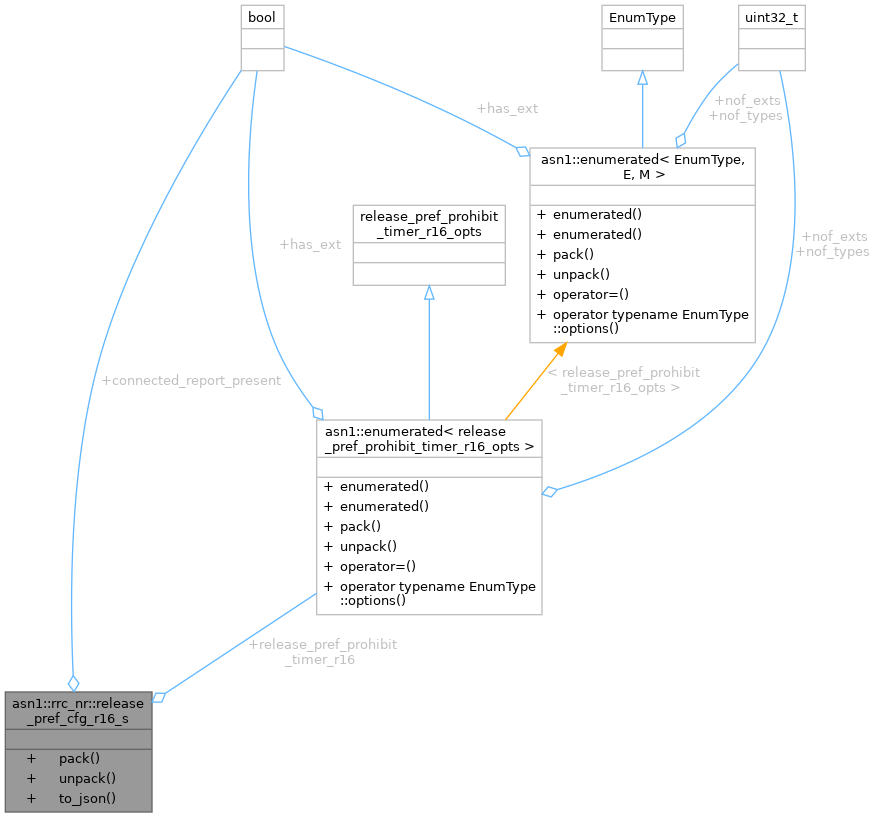 bool
EnumType
uint32_t
+nof_exts
+nof_types
+has_ext
asn1::enumerated< EnumType,
E, M >
+ enumerated()
+ enumerated()
+ pack()
+ unpack()
+ operator=()
+ operator typename EnumType
::options()
release_pref_prohibit
_timer_r16_opts
+has_ext
+nof_exts
+nof_types
+connected_report_present
< release_pref_prohibit
_timer_r16_opts >
asn1::enumerated< release
_pref_prohibit_timer_r16_opts >
+ enumerated()
+ enumerated()
+ pack()
+ unpack()
+ operator=()
+ operator typename EnumType
::options()
+release_pref_prohibit
_timer_r16
asn1::rrc_nr::release
_pref_cfg_r16_s
+ pack()
+ unpack()
+ to_json()